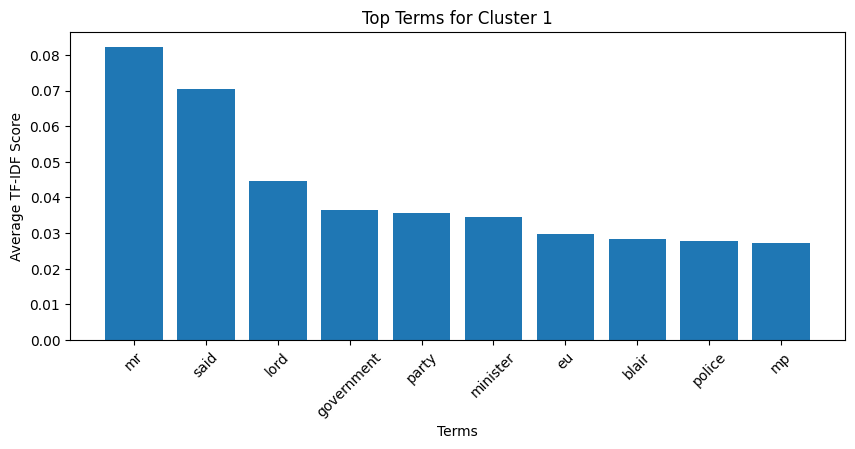 Top Terms for Cluster 1
Average TF-IDF Score
0.08
0.07
0.06
0.05
0.04
0.03
0.02
0.01
0.00
mr said lord government party minister eu blair police mp
Terms